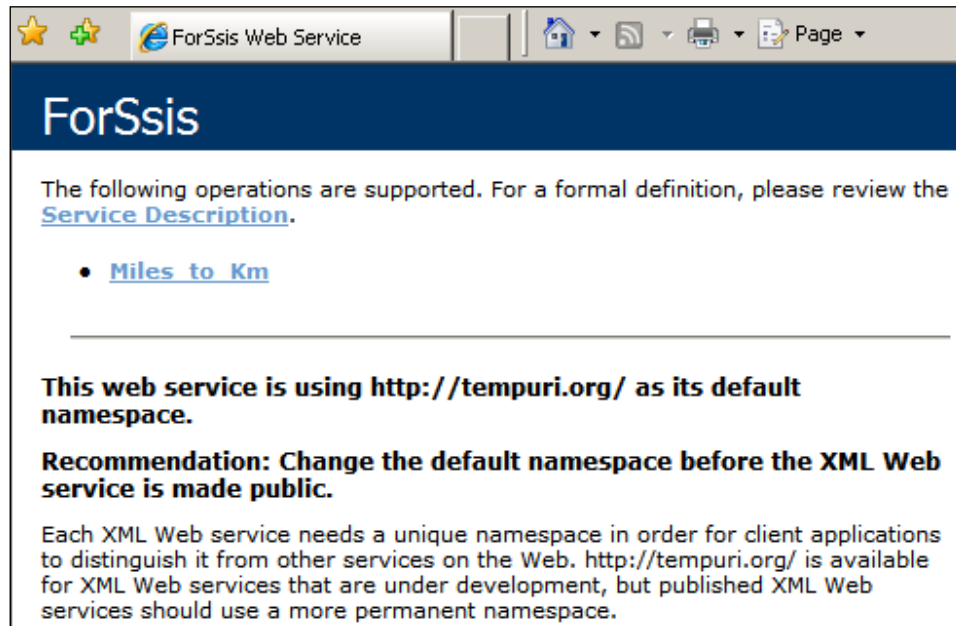 ForSsis Web Service
Page
ForSsis
The following operations are supported. For a formal definition, please review the
Service Description.
Miles_to_Km
This web service is using http://tempuri.org/ as its default
namespace.
Recommendation: Change the default namespace before the XML Web
service is made public.
Each XML Web service needs a unique namespace in order for client applications
to distinguish it from other services on the Web. http://tempuri.org/ is available
for XML Web services that are under development, but published XML Web
services should use a more permanent namespace.